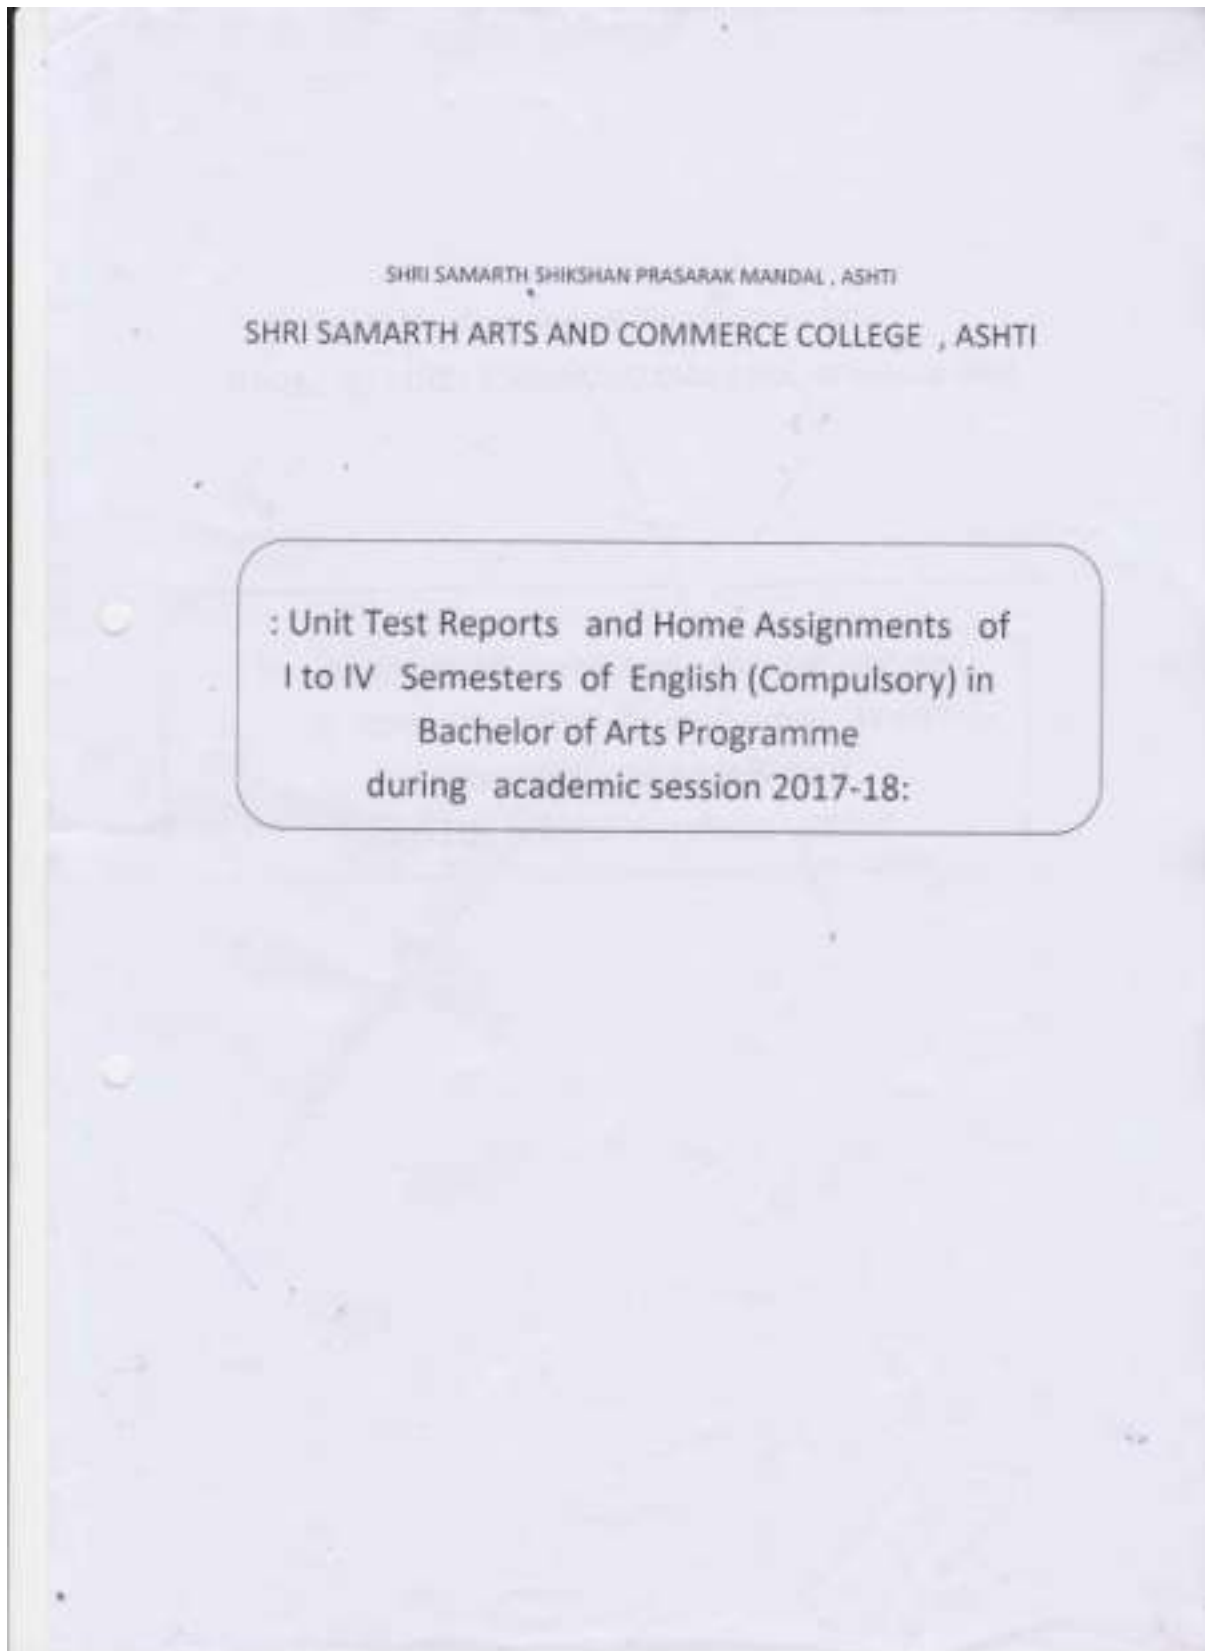 SHRI SAMARTH SHIKSHAN PRASARAK MANDAL , ASHTI
SHRI SAMARTH ARTS AND COMMERCE COLLEGE , ASHTI
: Unit Test Reports and Home Assignments of
I to IV Semesters of English (Compulsory) in
Bachelor of Arts Programme
during academic session 2017-18: